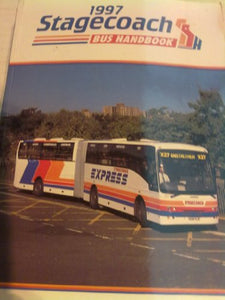 1997
Stagecoach
BUS HANDBOOK
EXPRESS